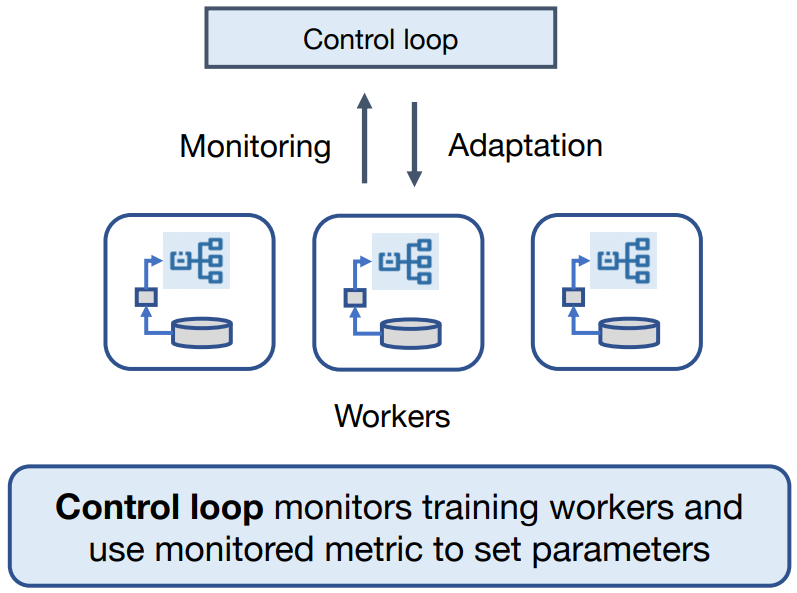 Control loop
Monitoring
Adaptation
Workers
Control loop monitors training workers and
use monitored metric to set parameters